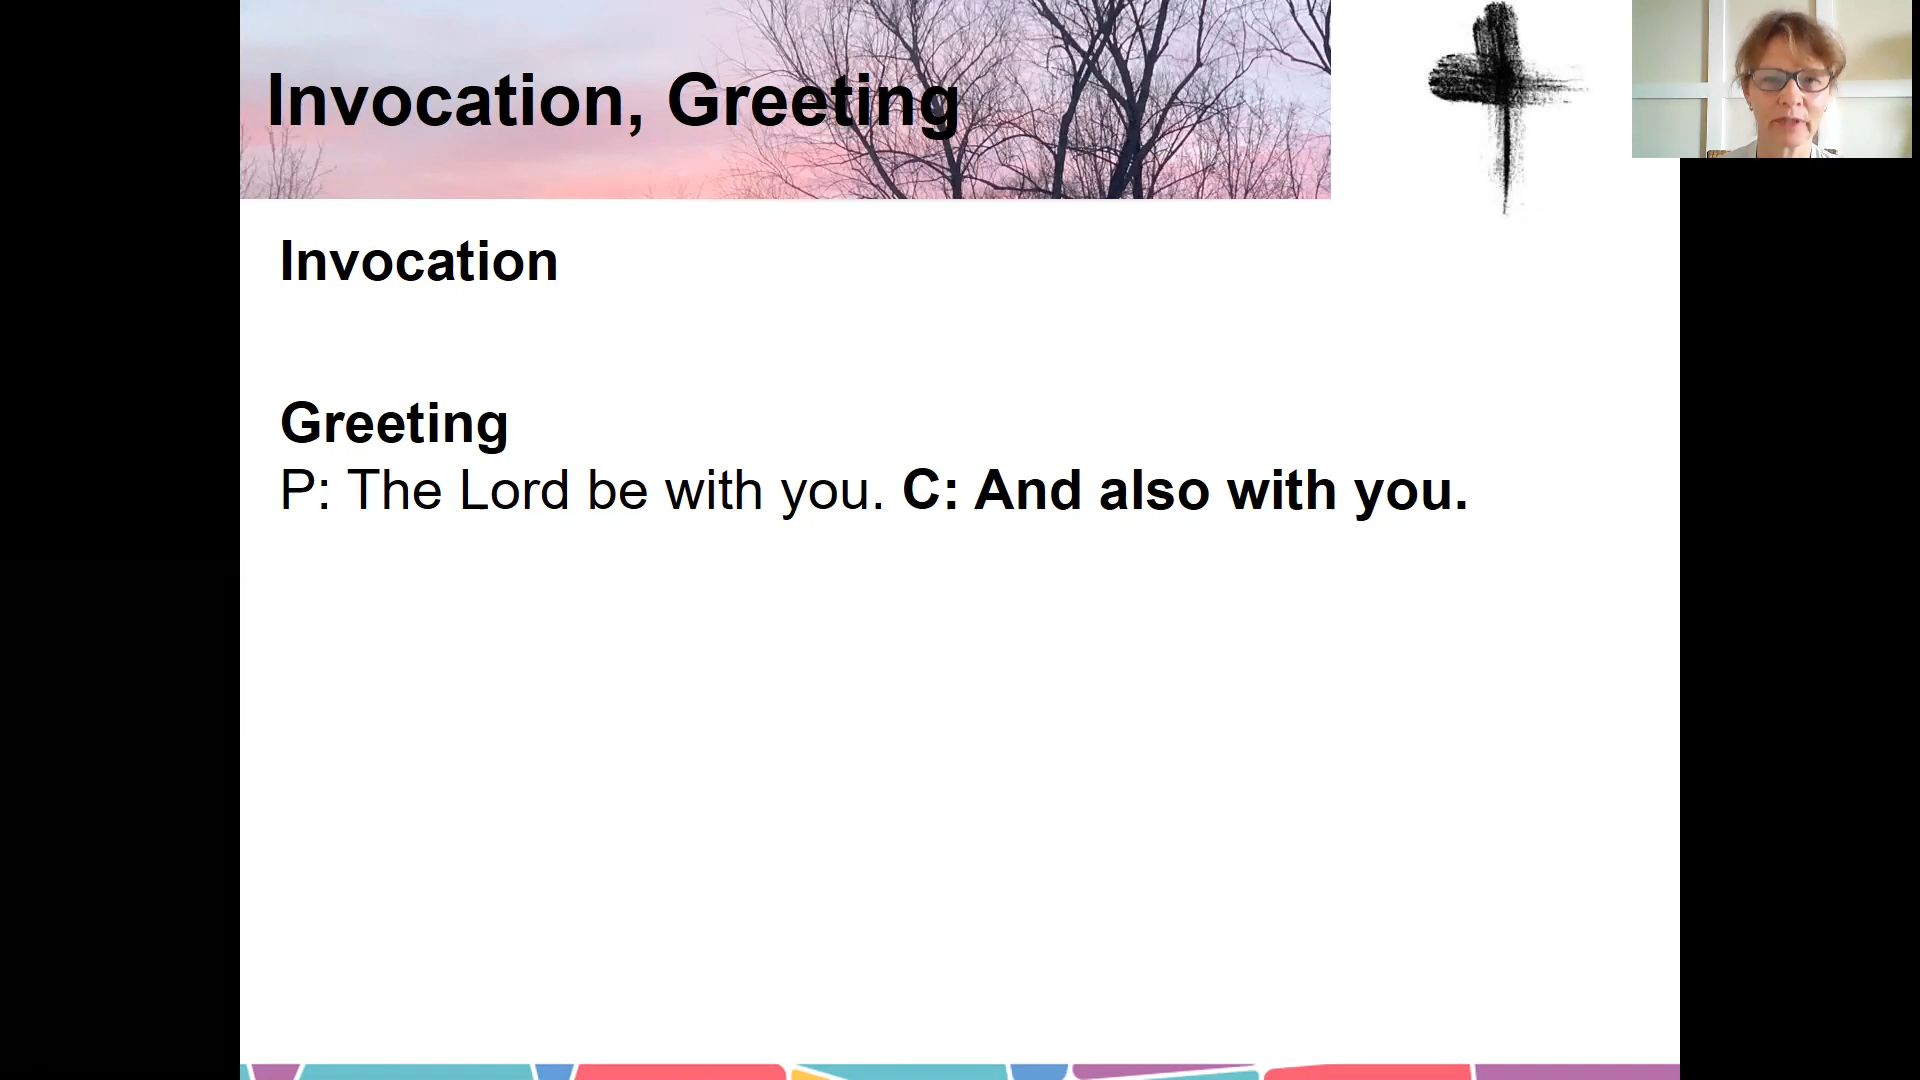 Invocation, Greeting
Invocation
Greeting
P: The Lord be with you. C: And also with you.